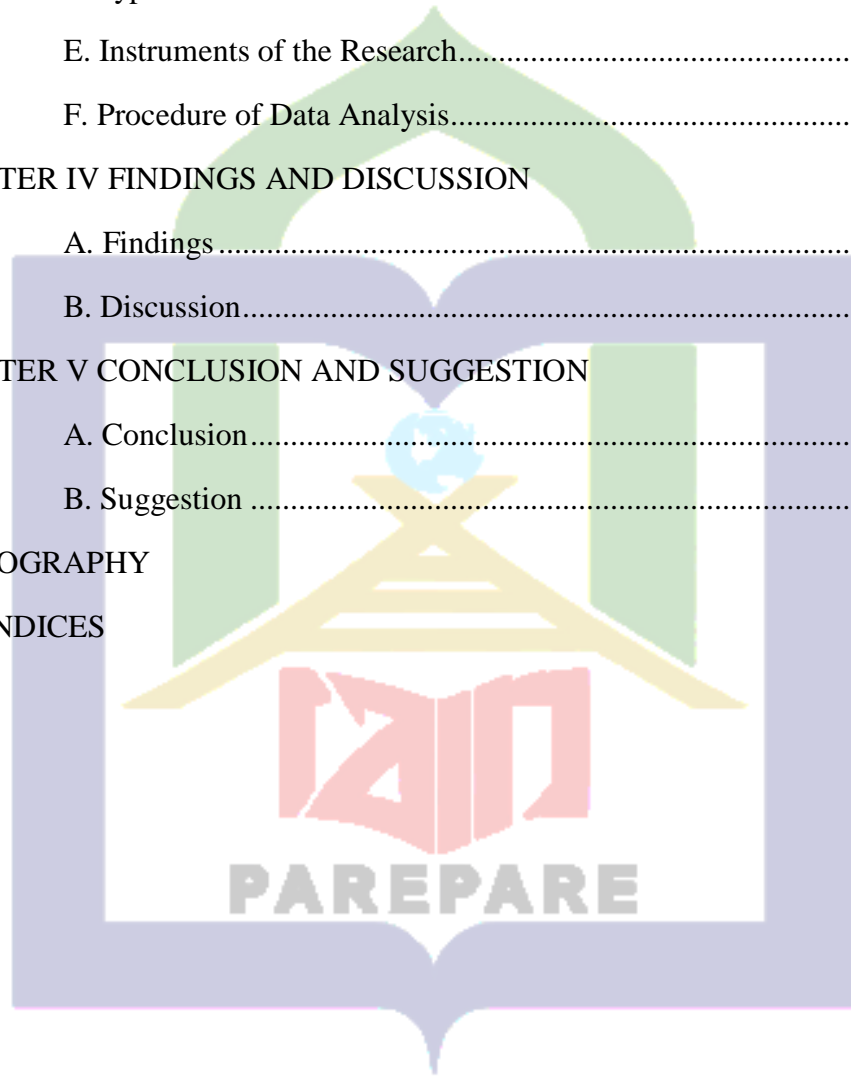 E. Instruments of the Research...............................................................
F. Procedure of Data Analysis................................................................
TER IV FINDINGS AND DISCUSSION
A. Findings................................................................................................
B. Discussion............................................................................................
TER V CONCLUSION AND SUGGESTION
A. Conclusion...........................................................................................
B. Suggestion ..........................................................................................
OGRAPHY
NDICES
iain
PAREPARE